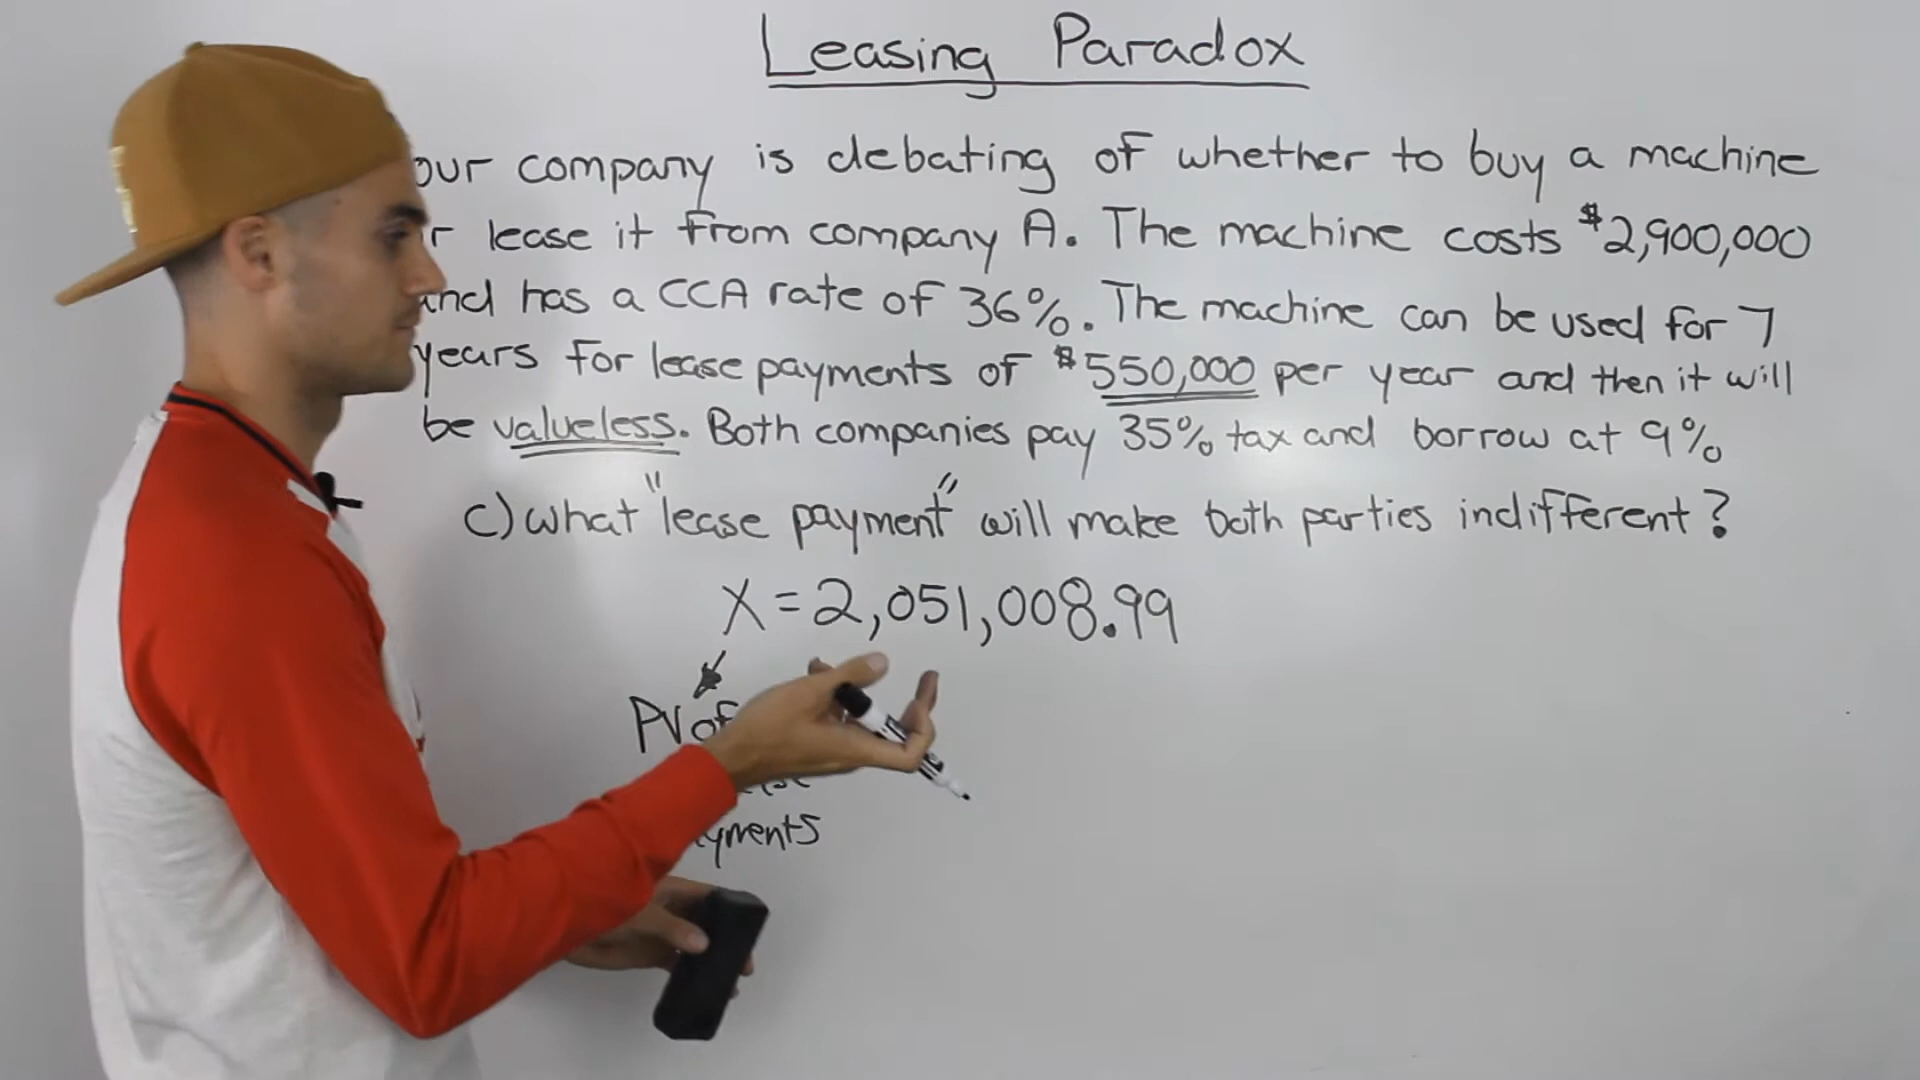 Leasing Paradox
our company is debating of whether to buy a machine
r lease it from company A. The machine costs $2,900,000
and has a CCA rate of 36%. The machine can be used for 7
years for lease payments of $550,000 per year and then it will
be valueless. Both companies pay 35% tax and borrow at 9%
c) what "lease payment" will make both parties indifferent?
X = 2,051,008.99
PV of
yments